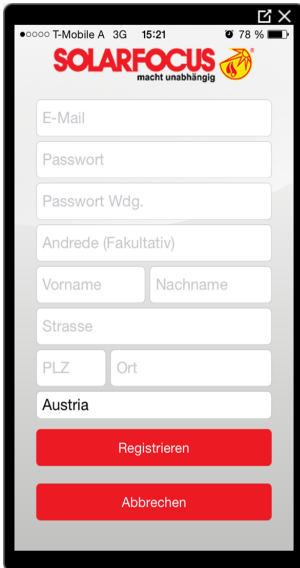 ●○○○○ T-Mobile A 3G 15:21 78 %
SOLARFOCUS
macht unabhängig
E-Mail
Passwort
Passwort Wdg.
Andrede (Fakultativ)
Vorname Nachname
Strasse
PLZ Ort
Austria
Registrieren
Abbrechen